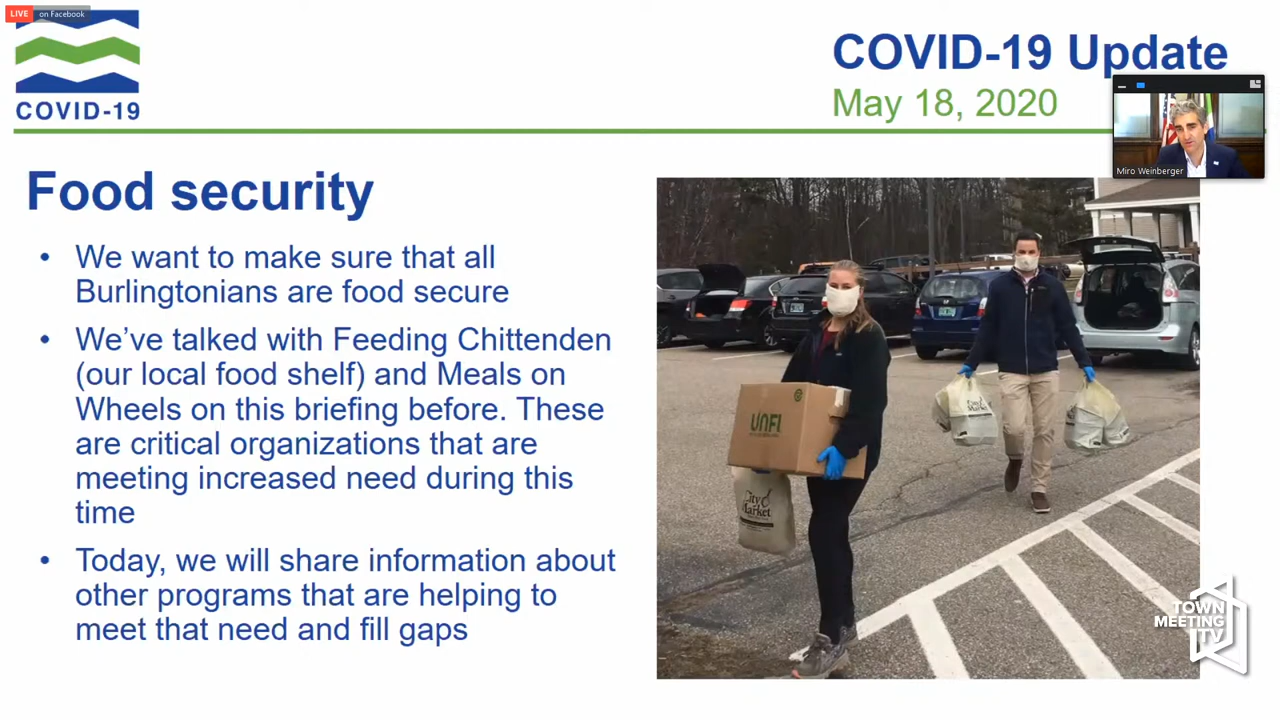 LIVE on Facebook
COVID-19
COVID-19 Update
May 18, 2020
Miro Weinberger
Food security
• We want to make sure that all
Burlingtonians are food secure
• We’ve talked with Feeding Chittenden
(our local food shelf) and Meals on
Wheels on this briefing before. These
are critical organizations that are
meeting increased need during this
time
• Today, we will share information about
other programs that are helping to
meet that need and fill gaps
UNFI
City
Market
City
Market
TOWN
MEETING
TV